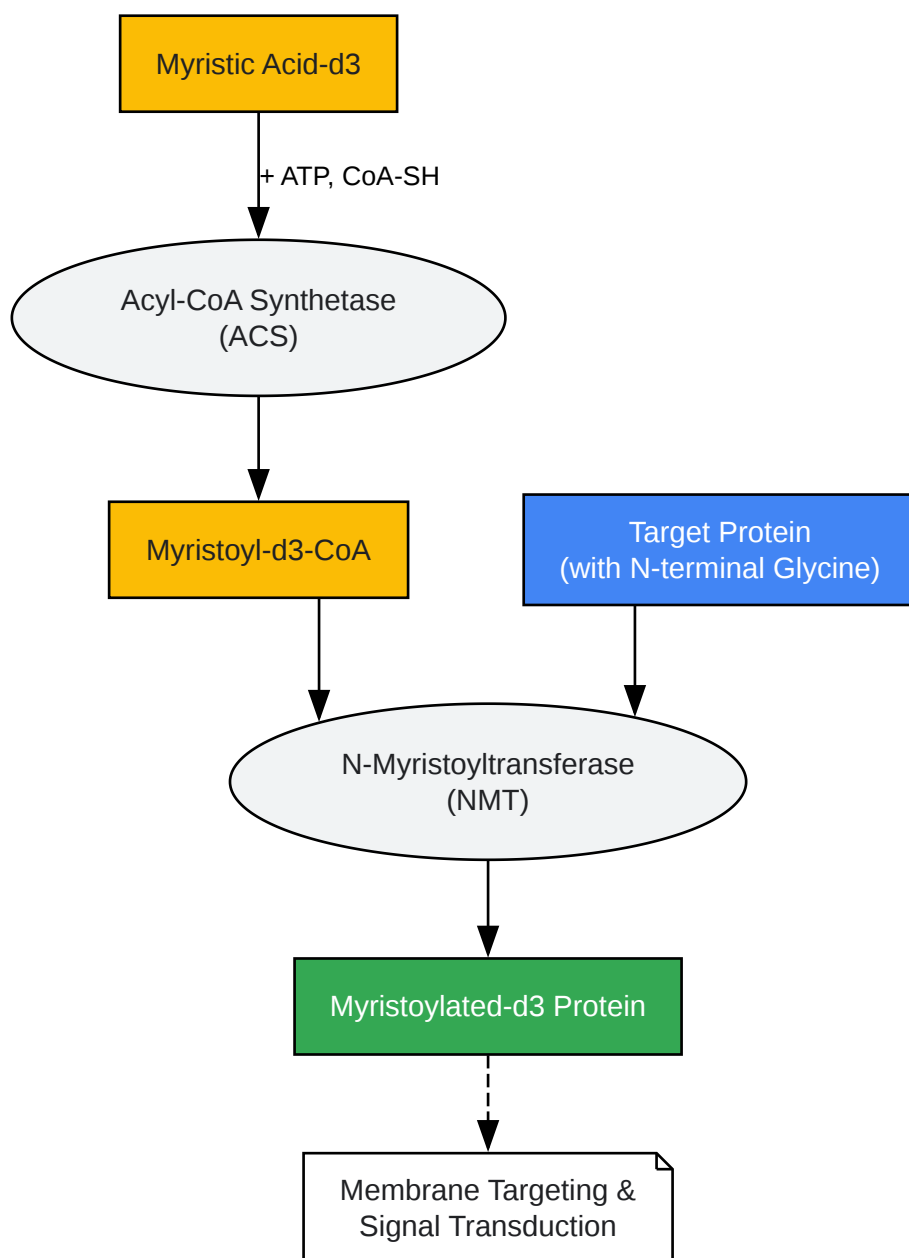 Myristic Acid-d3
+ ATP, CoA-SH
Acyl-CoA Synthetase
(ACS)
Myristoyl-d3-CoA
Target Protein
(with N-terminal Glycine)
N-Myristoyltransferase
(NMT)
Myristoylated-d3 Protein
Membrane Targeting &
Signal Transduction